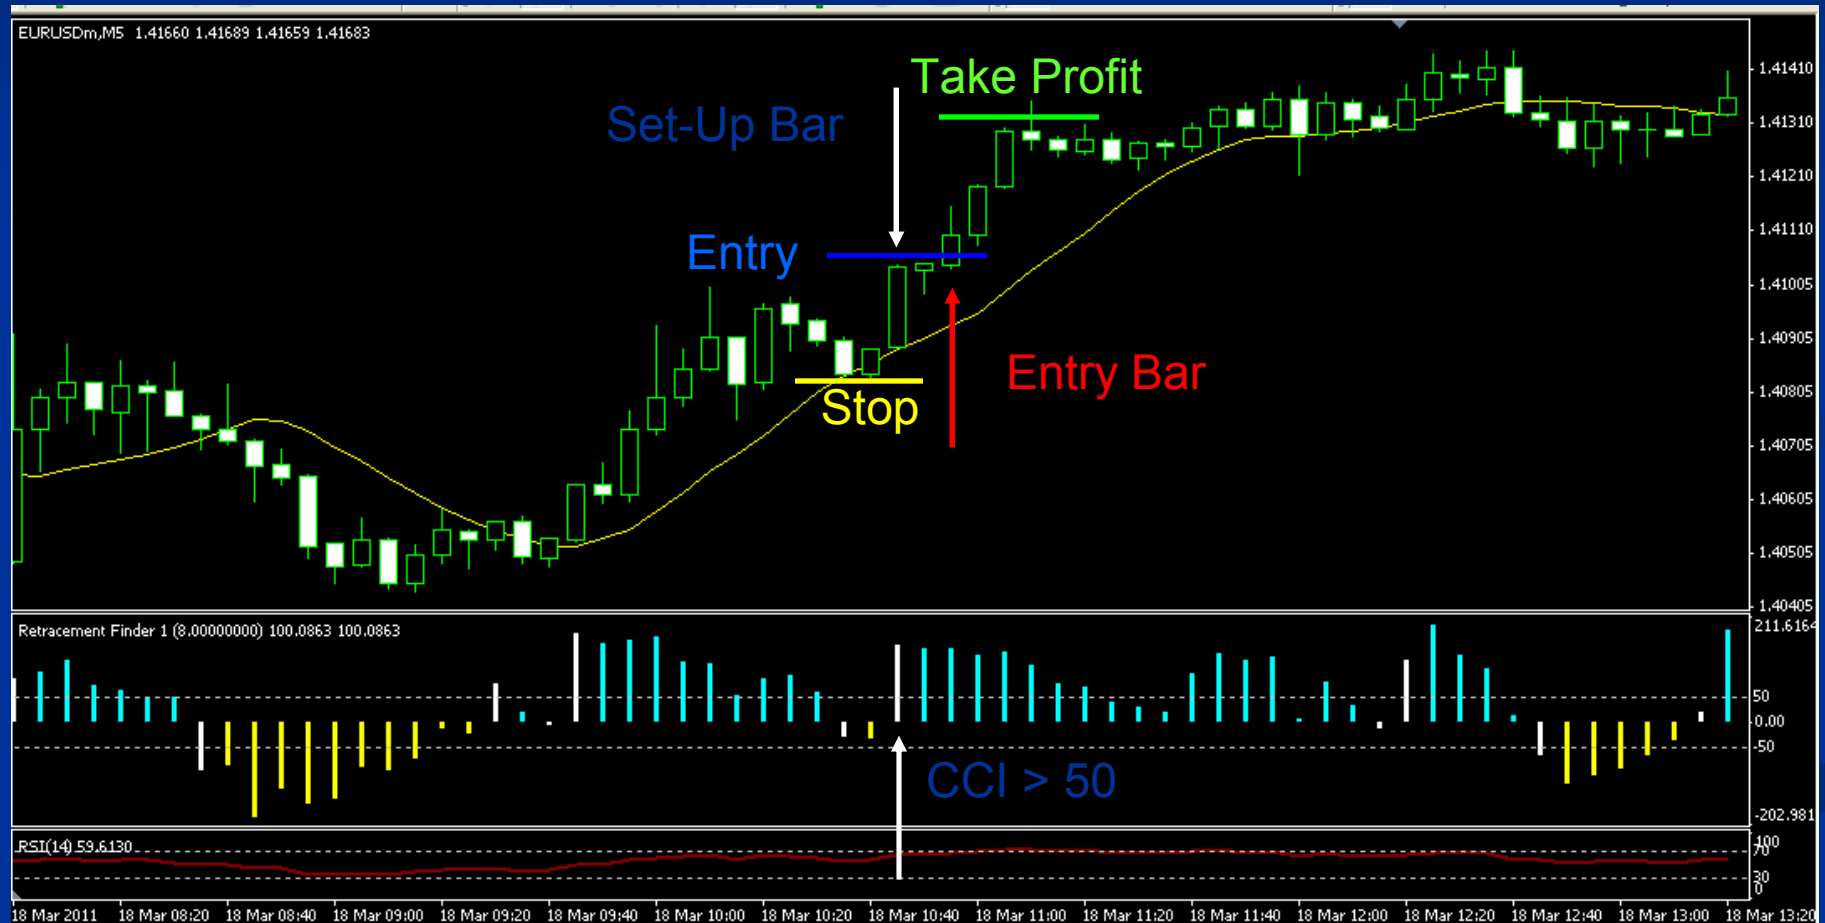 EURUSDm,M5 1.41660 1.41689 1.41659 1.41683
Take Profit
Set-Up Bar
Entry
Entry Bar
Stop
1.41410
1.41310
1.41210
1.41110
1.41005
1.40905
1.40805
1.40705
1.40605
1.40505
1.40405
Retracement Finder 1 (8.00000000) 100.0863 100.0863
211.6164
50
0.00
-50
-202.981
CCI > 50
RSI(14) 59.6130
100
70
30
0
18 Mar 2011 18 Mar 08:20 18 Mar 08:40 18 Mar 09:00 18 Mar 09:20 18 Mar 09:40 18 Mar 10:00 18 Mar 10:20 18 Mar 10:40 18 Mar 11:00 18 Mar 11:20 18 Mar 11:40 18 Mar 12:00 18 Mar 12:20 18 Mar 12:40 18 Mar 13:00 18 Mar 13:20